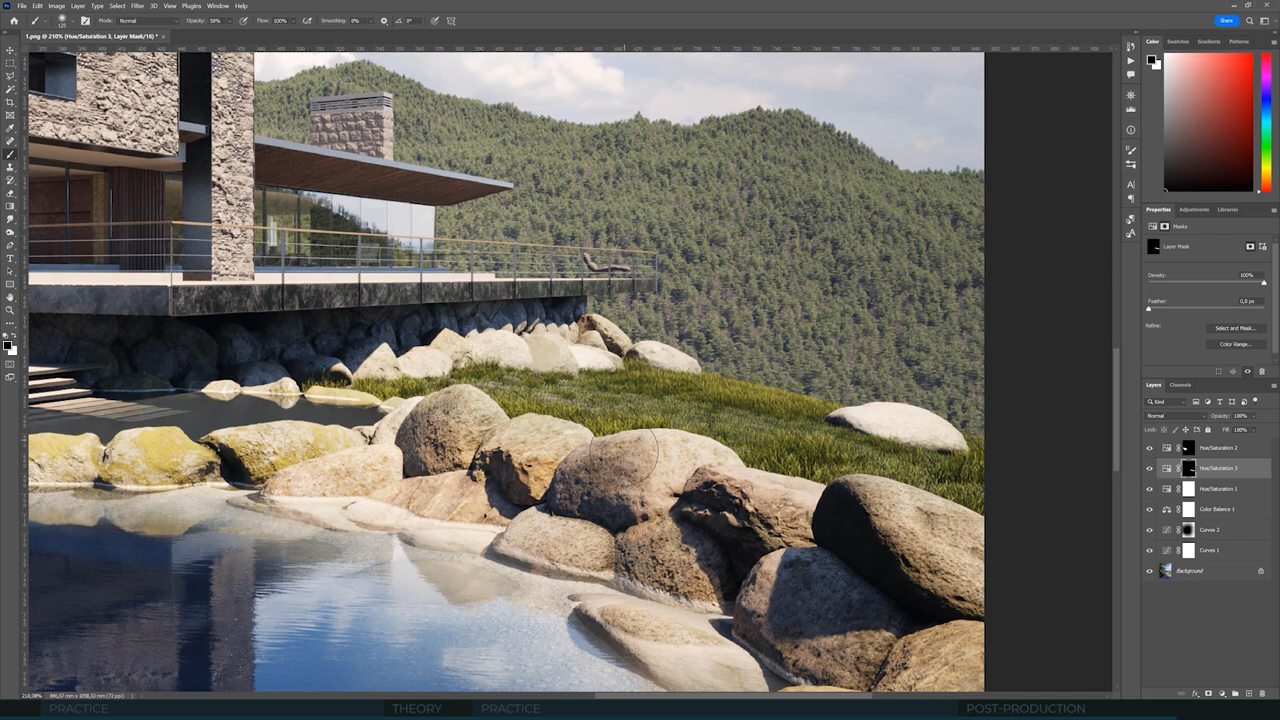 File Edit Image Layer Type Select Filter 3D View Plugins Window Help
Mode: Normal Opacity: 50% Flow: 100% Smoothing: 0% 0° Share
125
1.png @ 210% (Hue/Saturation 3, Layer Mask/16) *
Color Swatches Gradients Patterns
Properties Adjustments Libraries
Masks
Layer Mask
Density: 100%
Feather: 0,0 px
Refine: Select and Mask...
Color Range...
Layers Channels
Kind
Normal Opacity: 100%
Lock: Fill: 100%
Hue/Saturation 2
Hue/Saturation 3
Hue/Saturation 1
Color Balance 1
Curves 2
Curves 1
Background
PRACTICE THEORY PRACTICE POST-PRODUCTION